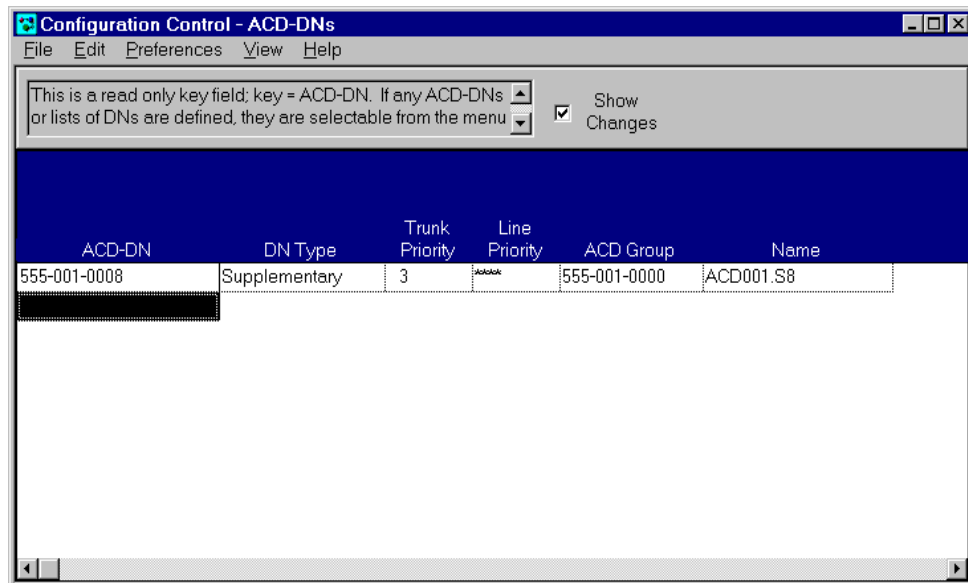 Configuration Control - ACD-DNs
File Edit Preferences View Help
This is a read only key field; key = ACD-DN. If any ACD-DNs
or lists of DNs are defined, they are selectable from the menu
Show
Changes
Trunk Line
ACD-DN DN Type Priority Priority ACD Group Name
555-001-0008 Supplementary 3 **** 555-001-0000 ACD001.S8